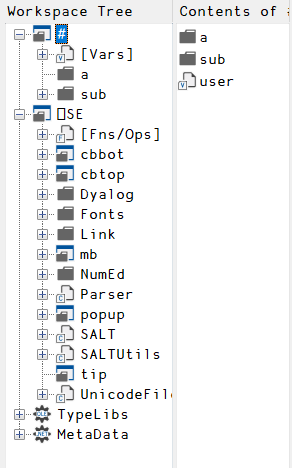 Workspace Tree
#
[Vars]
a
sub
⎕SE
[Fns/Ops]
cbbot
cbtop
Dyalog
Fonts
Link
mb
NumEd
Parser
popup
SALT
SALTUtils
tip
UnicodeFil
TypeLibs
MetaData
Contents of #
a
sub
user